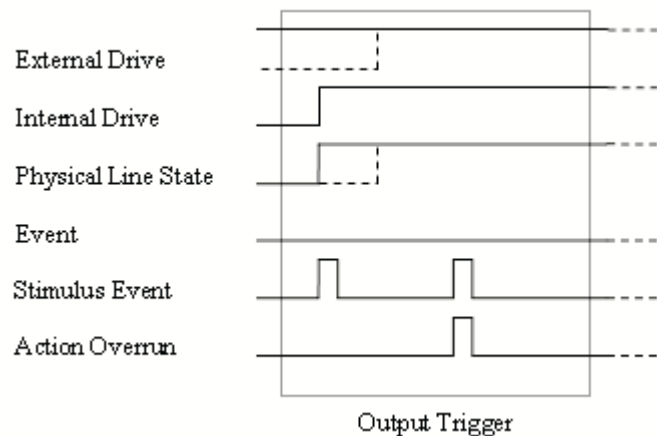 External Drive
Internal Drive
Physical Line State
Event
Stimulus Event
Action Overrun
Output Trigger